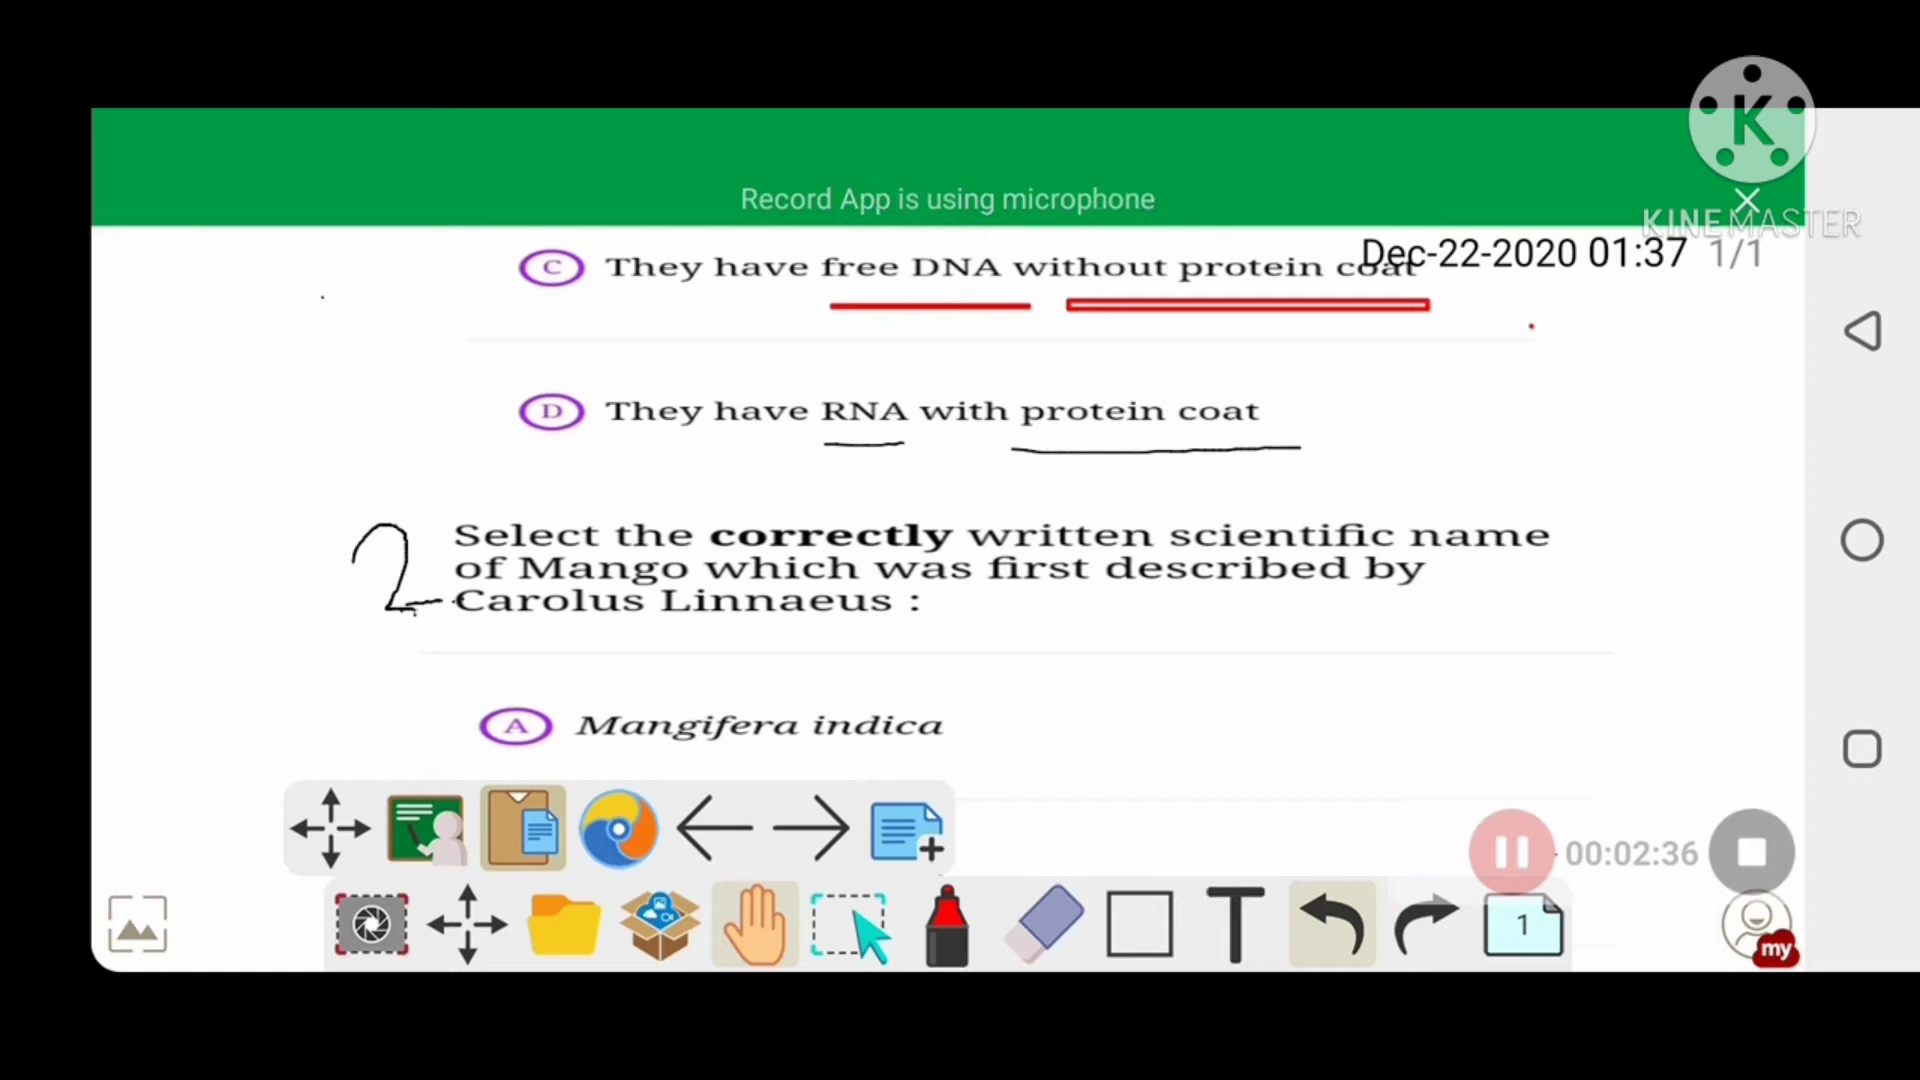 K
Record App is using microphone
KINEMASTER
Dec-22-2020 01:37 1/1
C They have free DNA without protein coat
D They have RNA with protein coat
2 Select the correctly written scientific name
of Mango which was first described by
Carolus Linnaeus :
A Mangifera indica
00:02:36
T
1
my